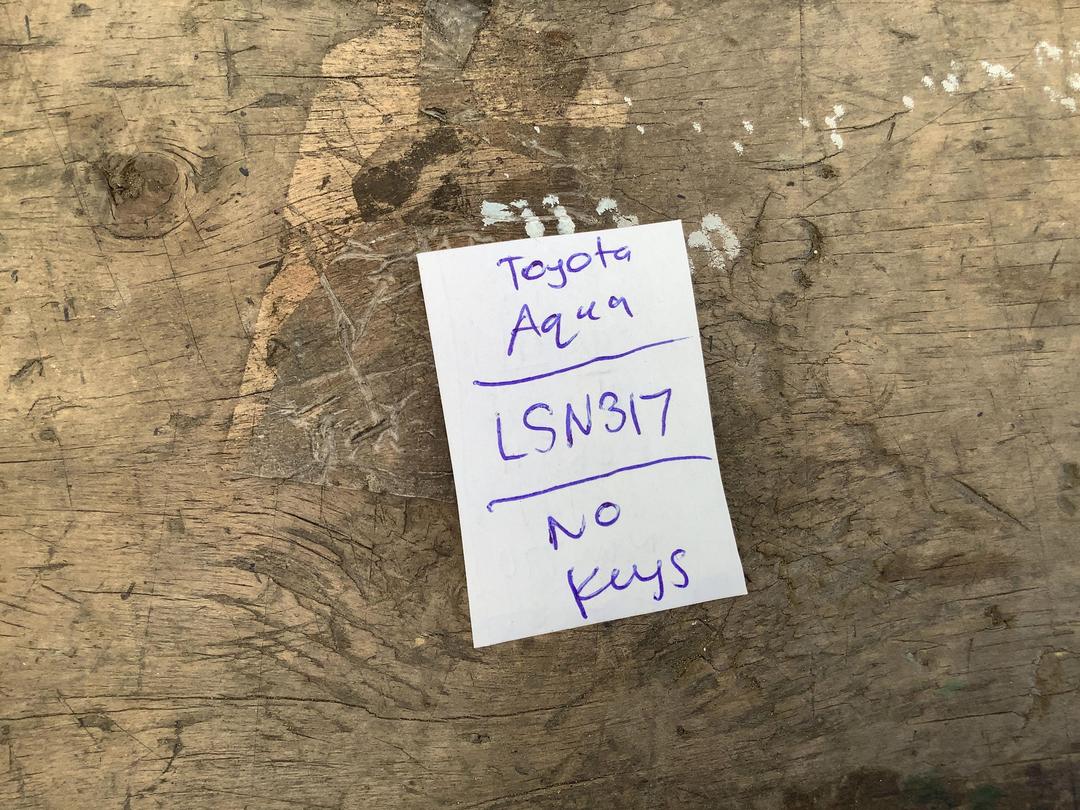 Toyota
Aqua
LSN317
NO
Keys